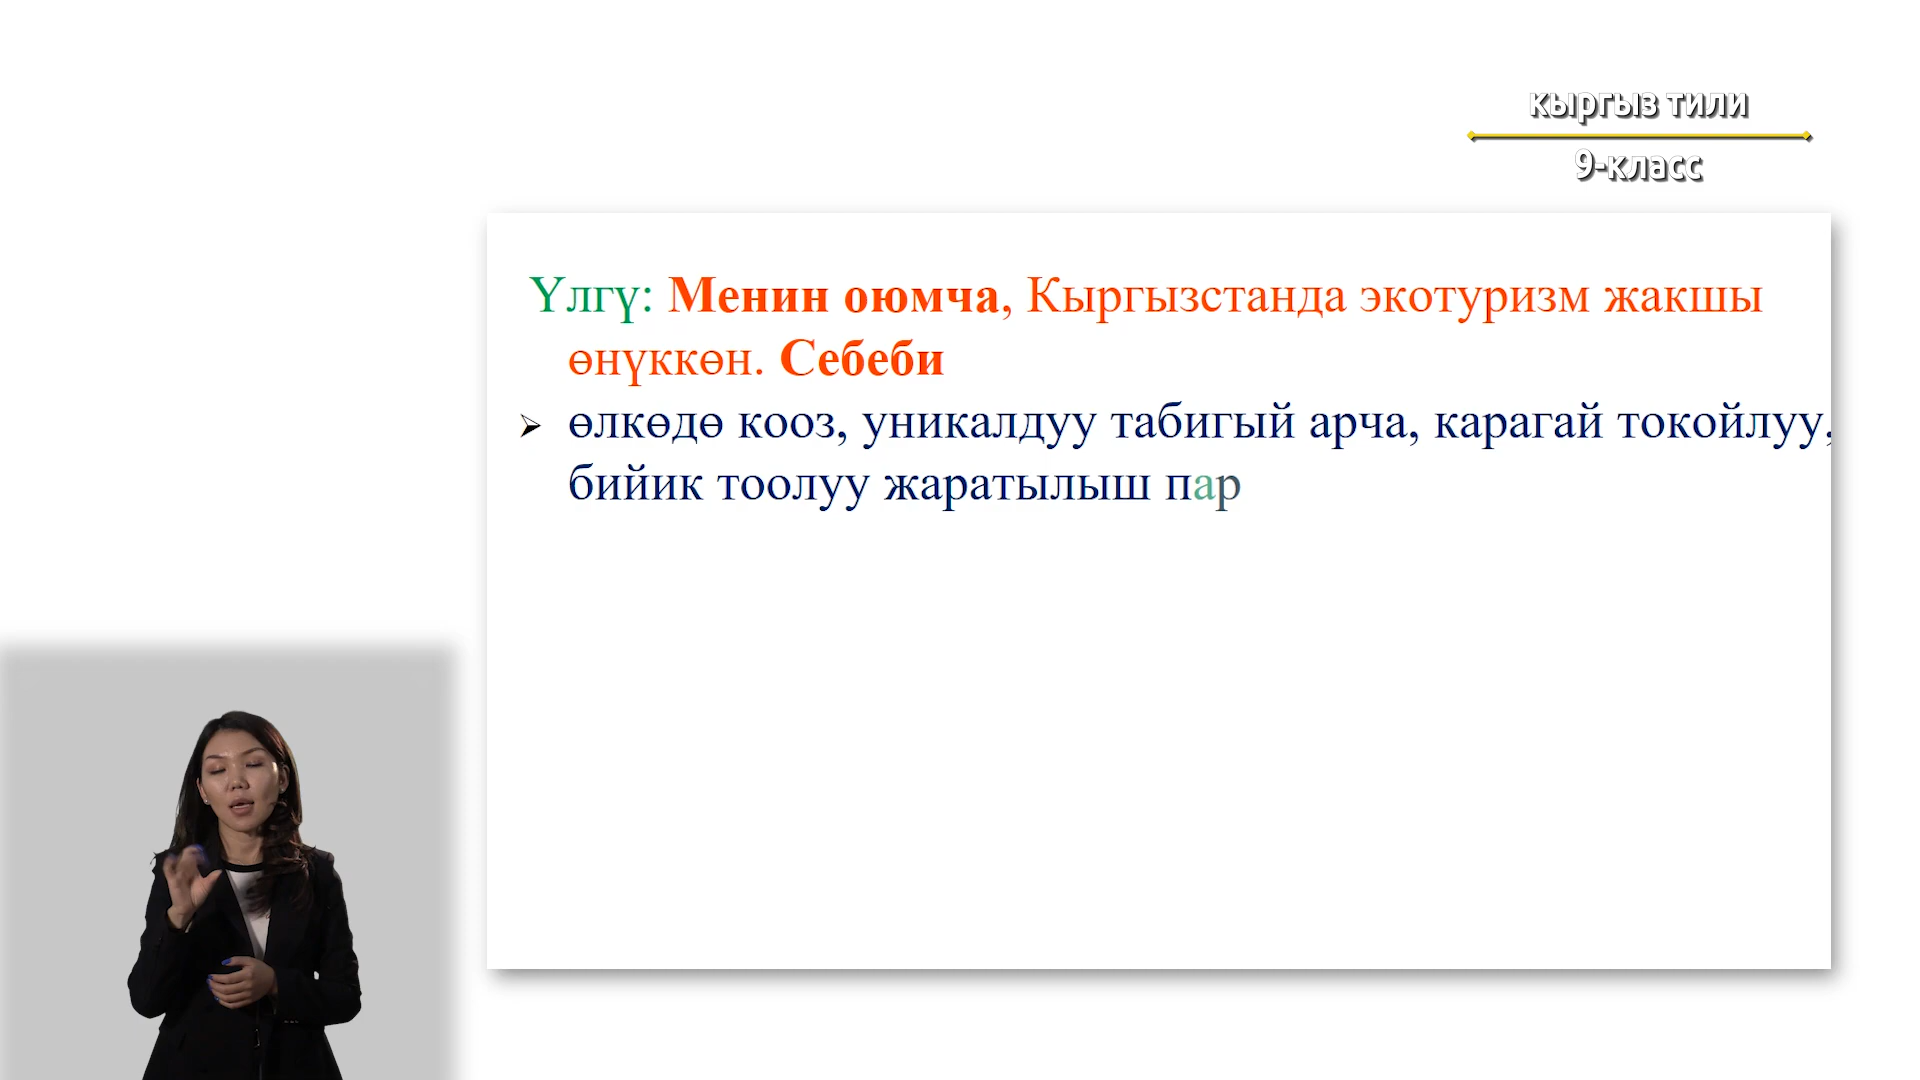 кыргыз тили
9-класс
Үлгү: Менин оюмча, Кыргызстанда экотуризм жакшы
өнүккөн. Себеби
➢ өлкөдө кооз, уникалдуу табигый арча, карагай токойлуу,
бийик тоолуу жаратылыш пар